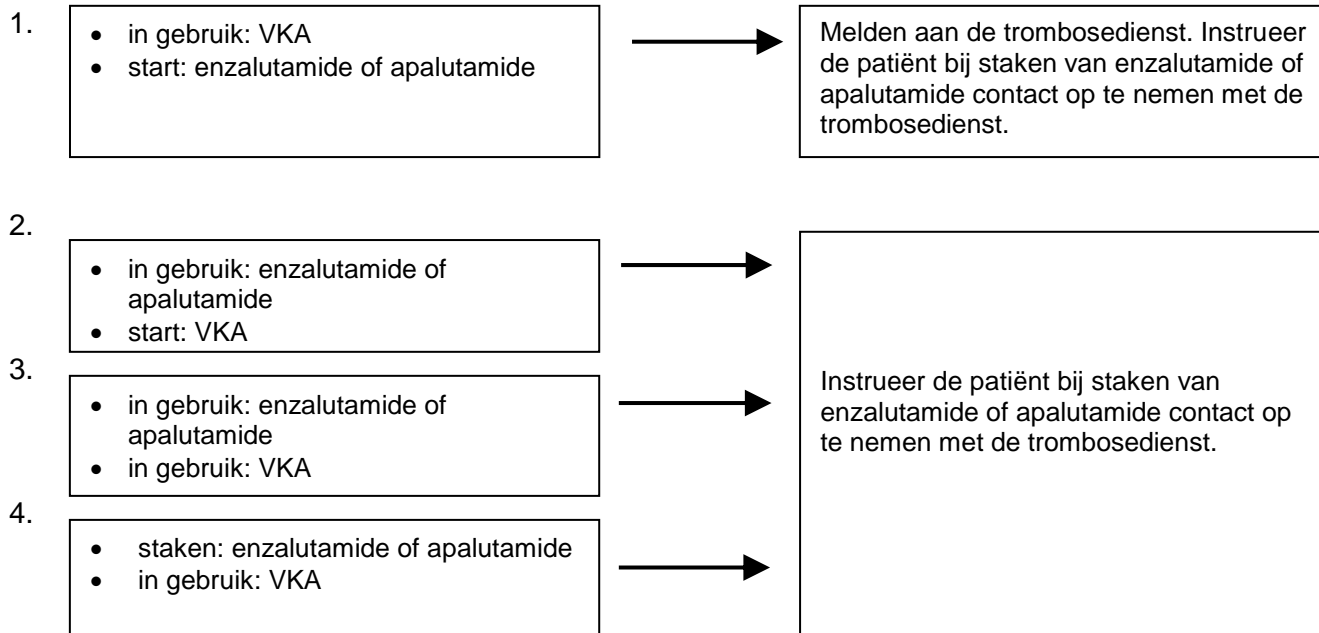 1.
• in gebruik: VKA
• start: enzalutamide of apalutamide
Melden aan de trombosedienst. Instrueer
de patiënt bij staken van enzalutamide of
apalutamide contact op te nemen met de
trombosedienst.
2.
• in gebruik: enzalutamide of
apalutamide
• start: VKA
3.
• in gebruik: enzalutamide of
apalutamide
• in gebruik: VKA
4.
• staken: enzalutamide of apalutamide
• in gebruik: VKA
Instrueer de patiënt bij staken van
enzalutamide of apalutamide contact op
te nemen met de trombosedienst.